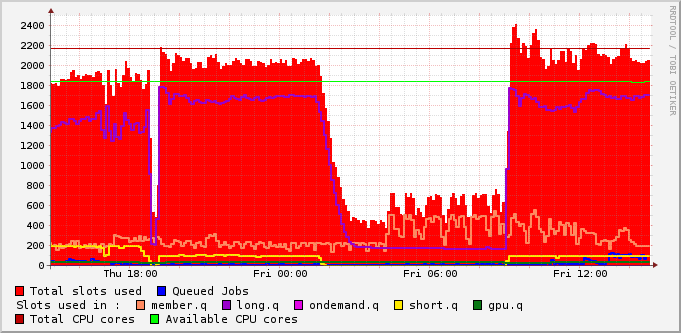 2400
2200
2000
1800
1600
1400
1200
1000
800
600
400
200
0
Thu 18:00 Fri 00:00 Fri 06:00 Fri 12:00
RRDTOOL / TOBI OETIKER
Total slots used Queued Jobs
Slots used in : member.q long.q ondemand.q short.q gpu.q
Total CPU cores Available CPU cores